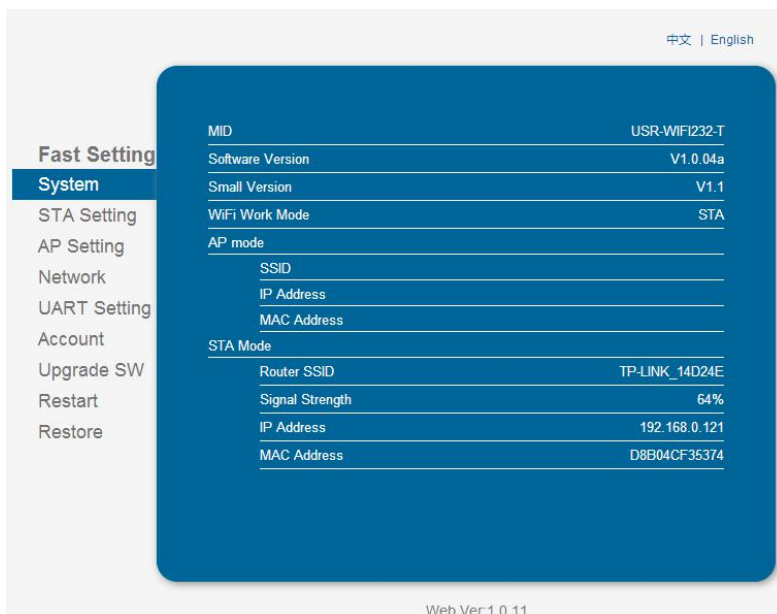 中文 | English
Fast Setting
System
STA Setting
AP Setting
Network
UART Setting
Account
Upgrade SW
Restart
Restore
MID USR-WIFI232-T
Software Version V1.0.04a
Small Version V1.1
WiFi Work Mode STA
AP mode
SSID
IP Address
MAC Address
STA Mode
Router SSID TP-LINK_14D24E
Signal Strength 64%
IP Address 192.168.0.121
MAC Address D8B04CF35374
Web Ver:1.0.11